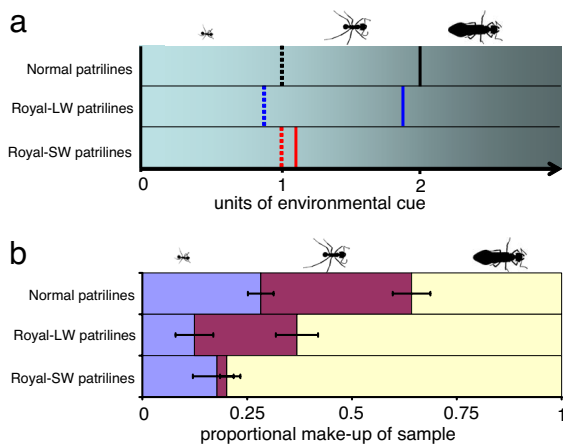 a
Normal patrilines
Royal-LW patrilines
Royal-SW patrilines
0 1 2
units of environmental cue
b
Normal patrilines
Royal-LW patrilines
Royal-SW patrilines
0 0.25 0.5 0.75 1
proportional make-up of sample